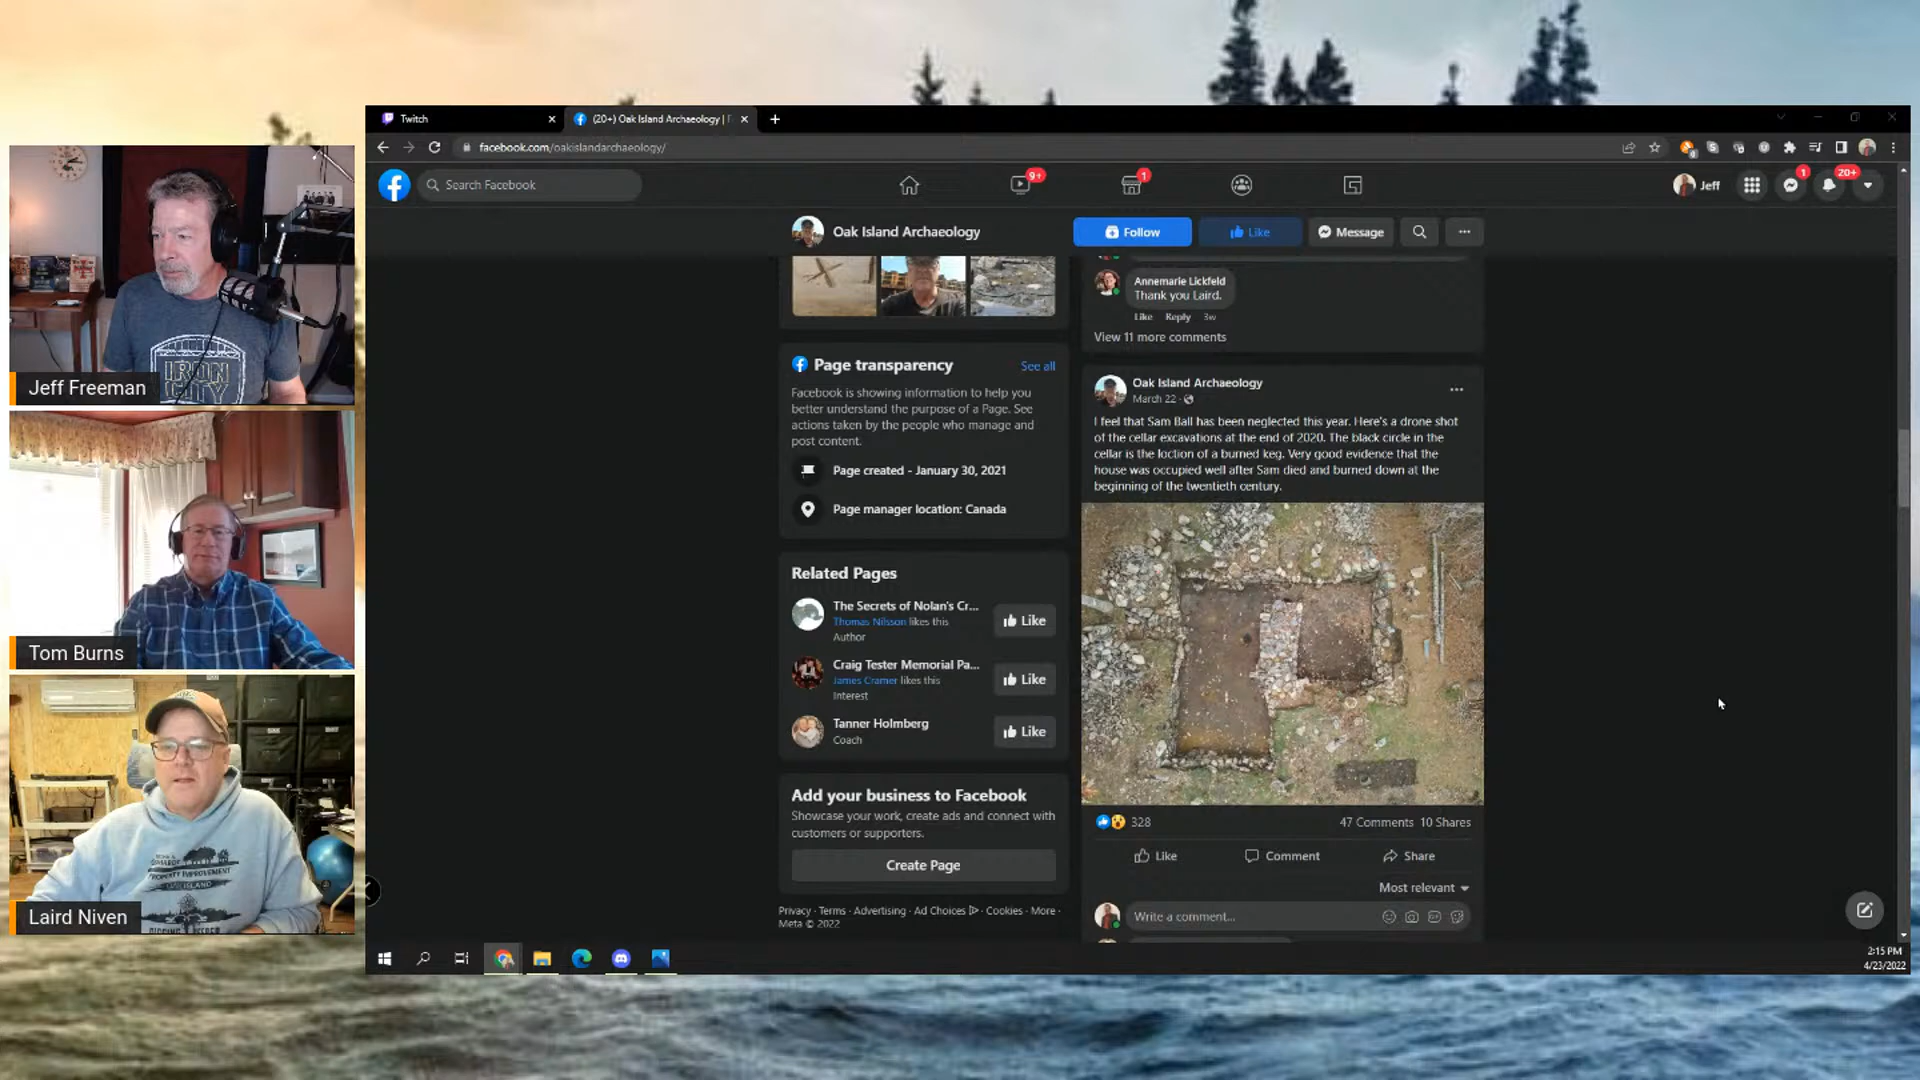 Twitch
(20+) Oak Island Archaeology |
facebook.com/oakislandarchaeology/
Search Facebook
9+
1
Jeff
1
20+
Oak Island Archaeology
Follow
Like
Message
Annemarie Lickfeld
Thank you Laird.
Like Reply 3w
View 11 more comments
Page transparency
See all
Facebook is showing information to help you
better understand the purpose of a Page. See
actions taken by the people who manage and
post content.
Page created - January 30, 2021
Page manager location: Canada
Related Pages
The Secrets of Nolan's Cr...
Thomas Nilsson likes this
Author
Like
Craig Tester Memorial Pa...
James Cramer likes this
Interest
Like
Tanner Holmberg
Coach
Like
Add your business to Facebook
Showcase your work, create ads and connect with
customers or supporters.
Create Page
Privacy · Terms · Advertising · Ad Choices · Cookies · More ·
Meta © 2022
Oak Island Archaeology
March 22 ·
I feel that Sam Ball has been neglected this year. Here's a drone shot
of the cellar excavations at the end of 2020. The black circle in the
cellar is the loction of a burned keg. Very good evidence that the
house was occupied well after Sam died and burned down at the
beginning of the twentieth century.
328
47 Comments 10 Shares
Like Comment Share
Most relevant
Write a comment...
2:15 PM
4/23/2022
IRON
CITY
Jeff Freeman
Tom Burns
PROPERTY IMPROVEMENT
ISLAND
Laird Niven